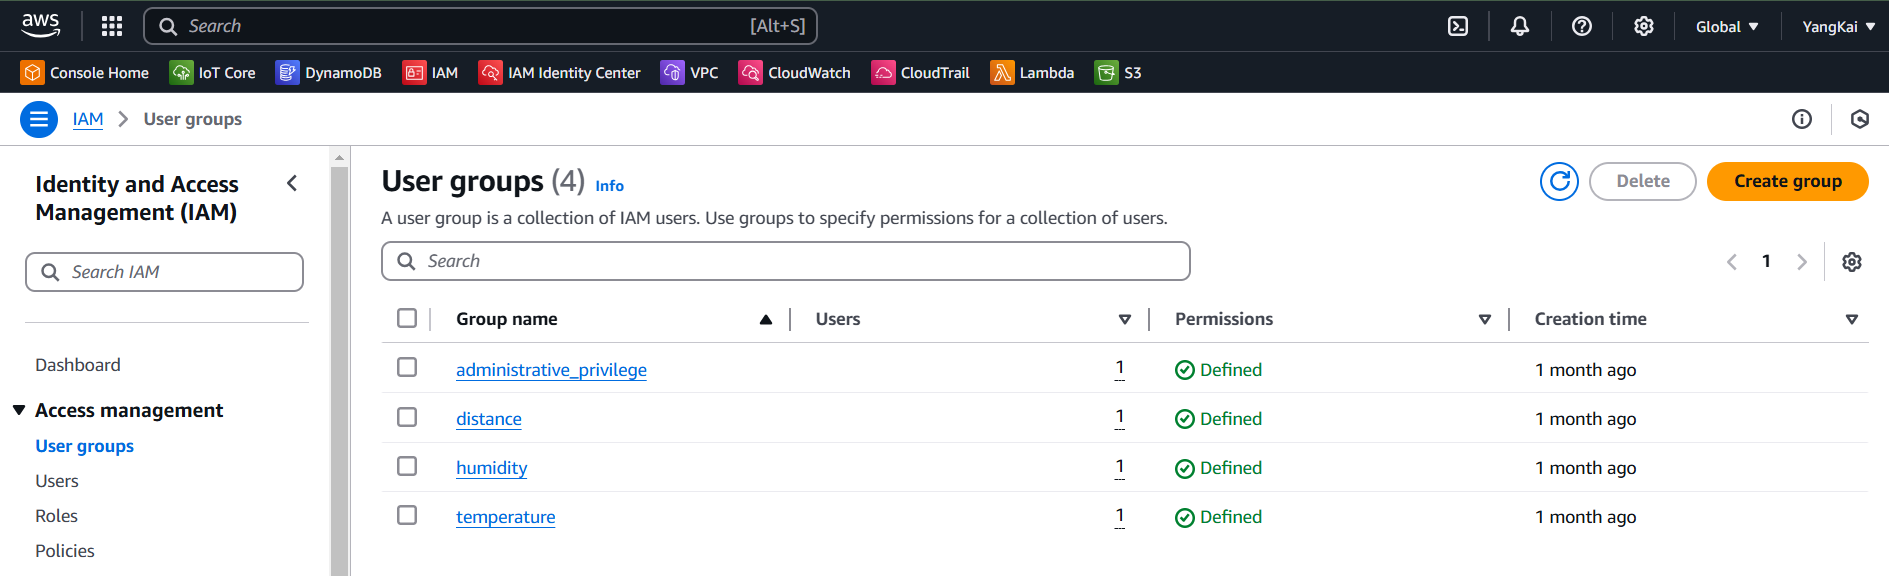 aws
Search [Alt+S]
Global YangKai
Console Home IoT Core DynamoDB IAM IAM Identity Center VPC CloudWatch CloudTrail Lambda S3
IAM > User groups
Identity and Access
Management (IAM)
Search IAM
Dashboard
Access management
User groups
Users
Roles
Policies
User groups (4) Info
Delete
Create group
A user group is a collection of IAM users. Use groups to specify permissions for a collection of users.
Search
1
Group name Users Permissions Creation time
administrative_privilege 1 Defined 1 month ago
distance 1 Defined 1 month ago
humidity 1 Defined 1 month ago
temperature 1 Defined 1 month ago